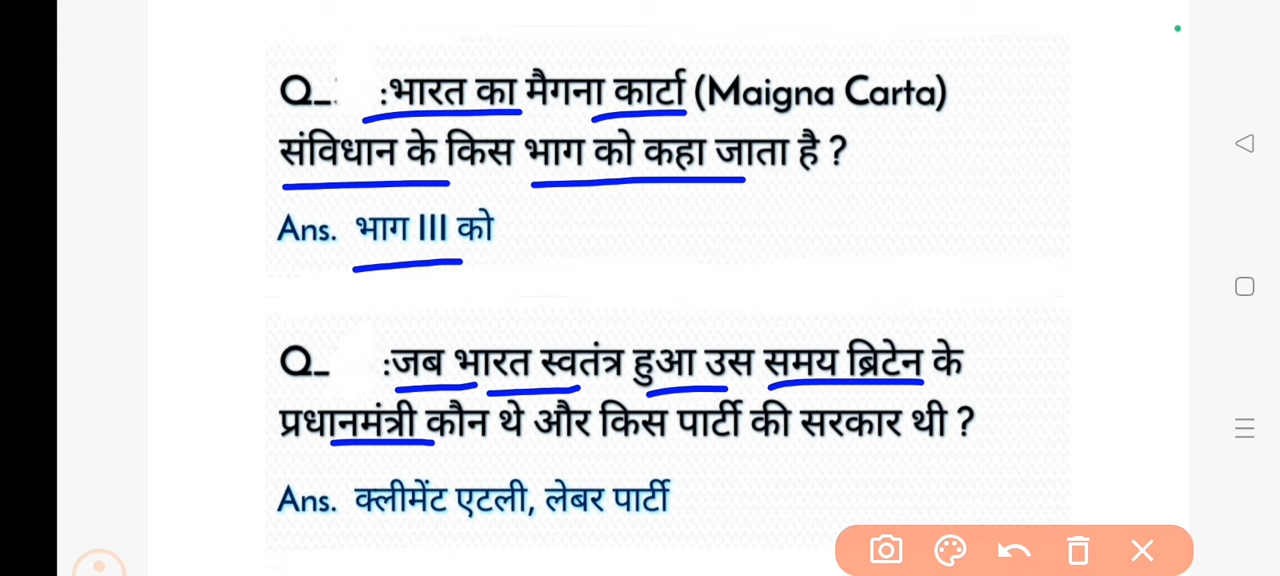 Q_ :भारत का मैगना कार्टा (Maigna Carta)
संविधान के किस भाग को कहा जाता है ?
Ans. भाग III को
Q_ :जब भारत स्वतंत्र हुआ उस समय ब्रिटेन के
प्रधानमंत्री कौन थे और किस पार्टी की सरकार थी ?
Ans. क्लीमेंट एटली, लेबर पार्टी